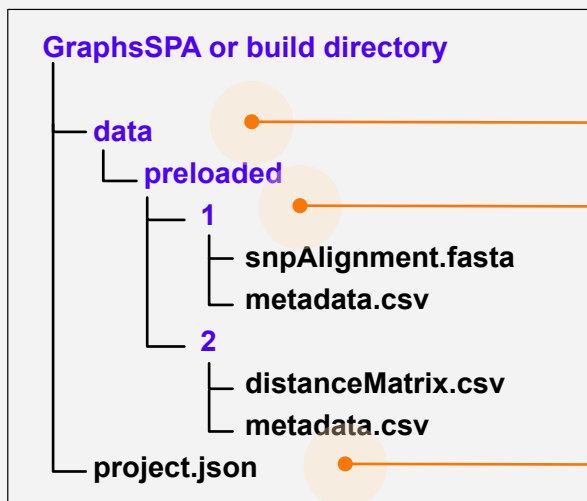 GraphsSPA or build directory
data
preloaded
1
snpAlignment.fasta
metadata.csv
2
distanceMatrix.csv
metadata.csv
project.json